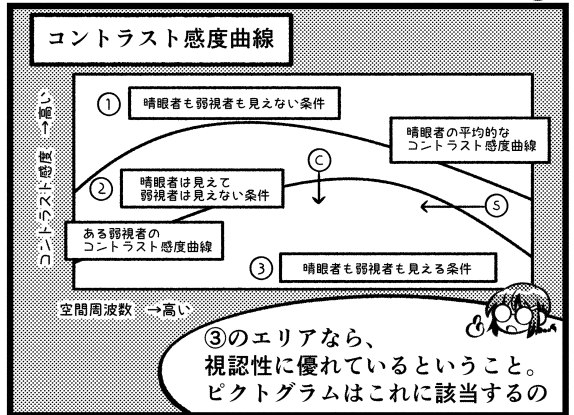 コントラスト感度曲線
コントラスト感度 →高い
① 晴眼者も弱視者も見えない条件
晴眼者の平均的な
コントラスト感度曲線
C
② 晴眼者は見えて
弱視者は見えない条件
S
ある弱視者の
コントラスト感度曲線
③ 晴眼者も弱視者も見える条件
空間周波数 →高い
③のエリアなら、
視認性に優れているということ。
ピクトグラムはこれに該当するの